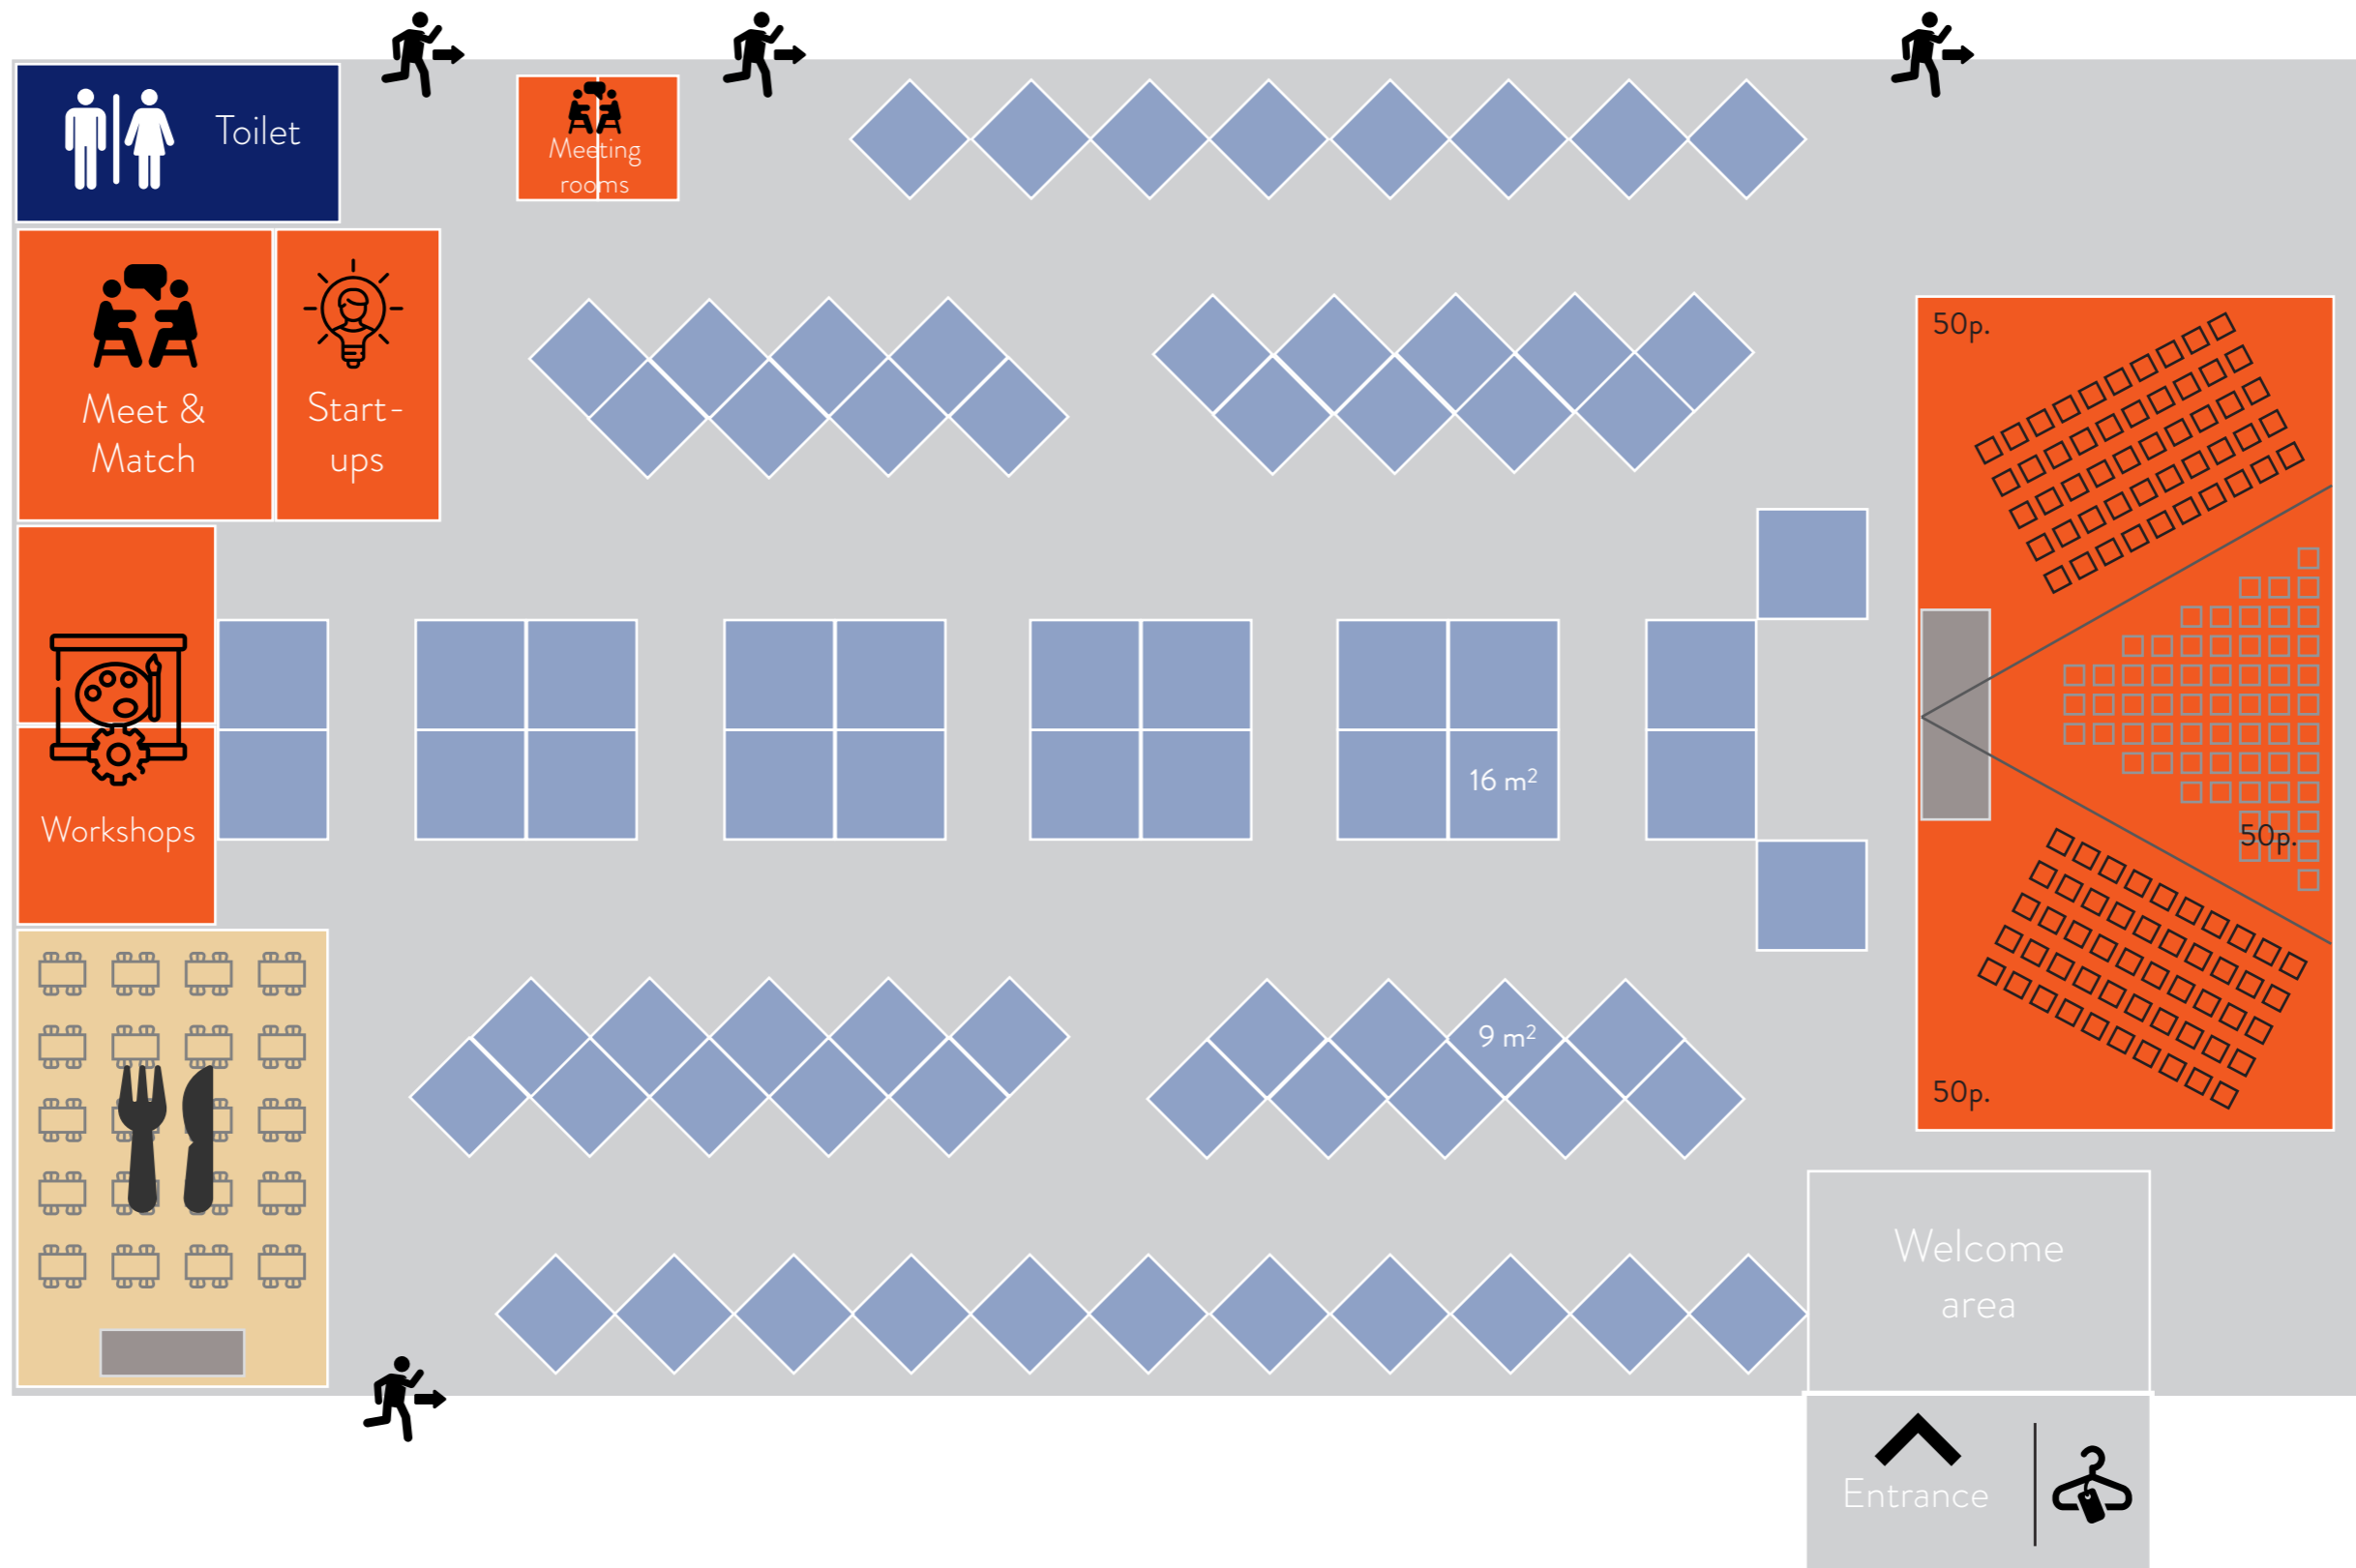 Toilet
Meeting
rooms
Meet &
Match
Start-
ups
50p.
16 m²
Workshops
50p.
9 m²
50p.
Welcome
area
Entrance